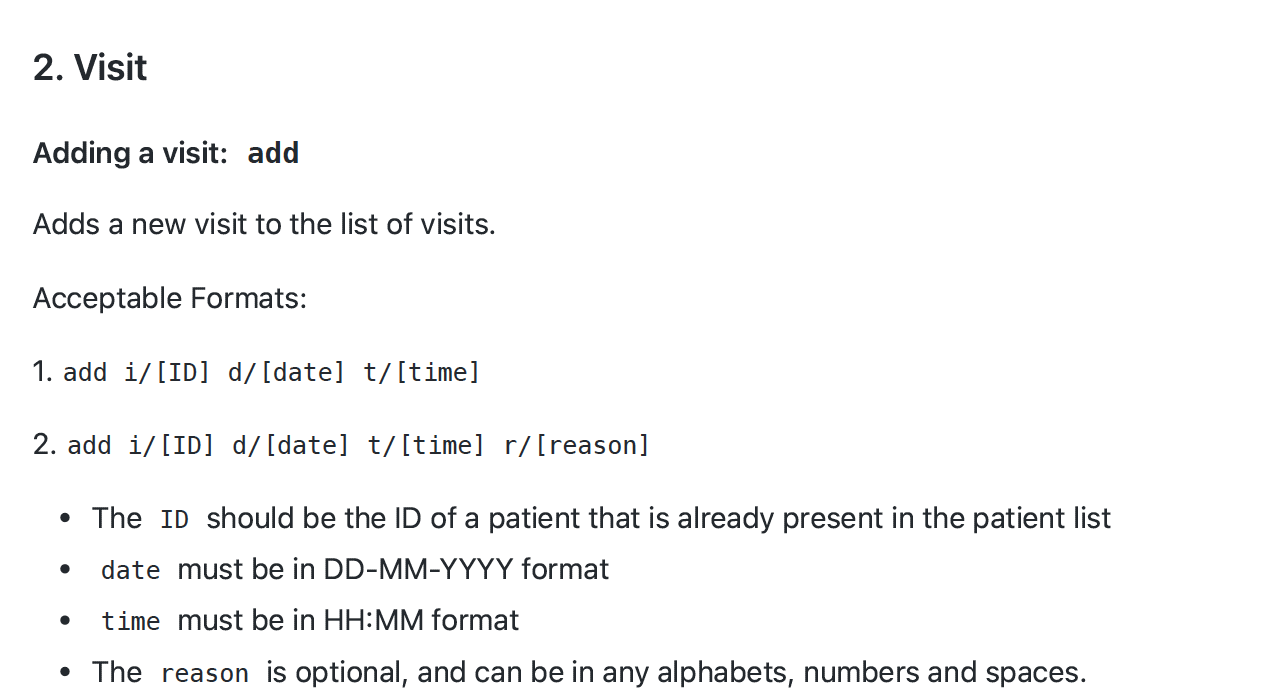 2. Visit
Adding a visit: add
Adds a new visit to the list of visits.
Acceptable Formats:
1. add i/[ID] d/[date] t/[time]
2. add i/[ID] d/[date] t/[time] r/[reason]
• The ID should be the ID of a patient that is already present in the patient list
• date must be in DD-MM-YYYY format
• time must be in HH:MM format
• The reason is optional, and can be in any alphabets, numbers and spaces.